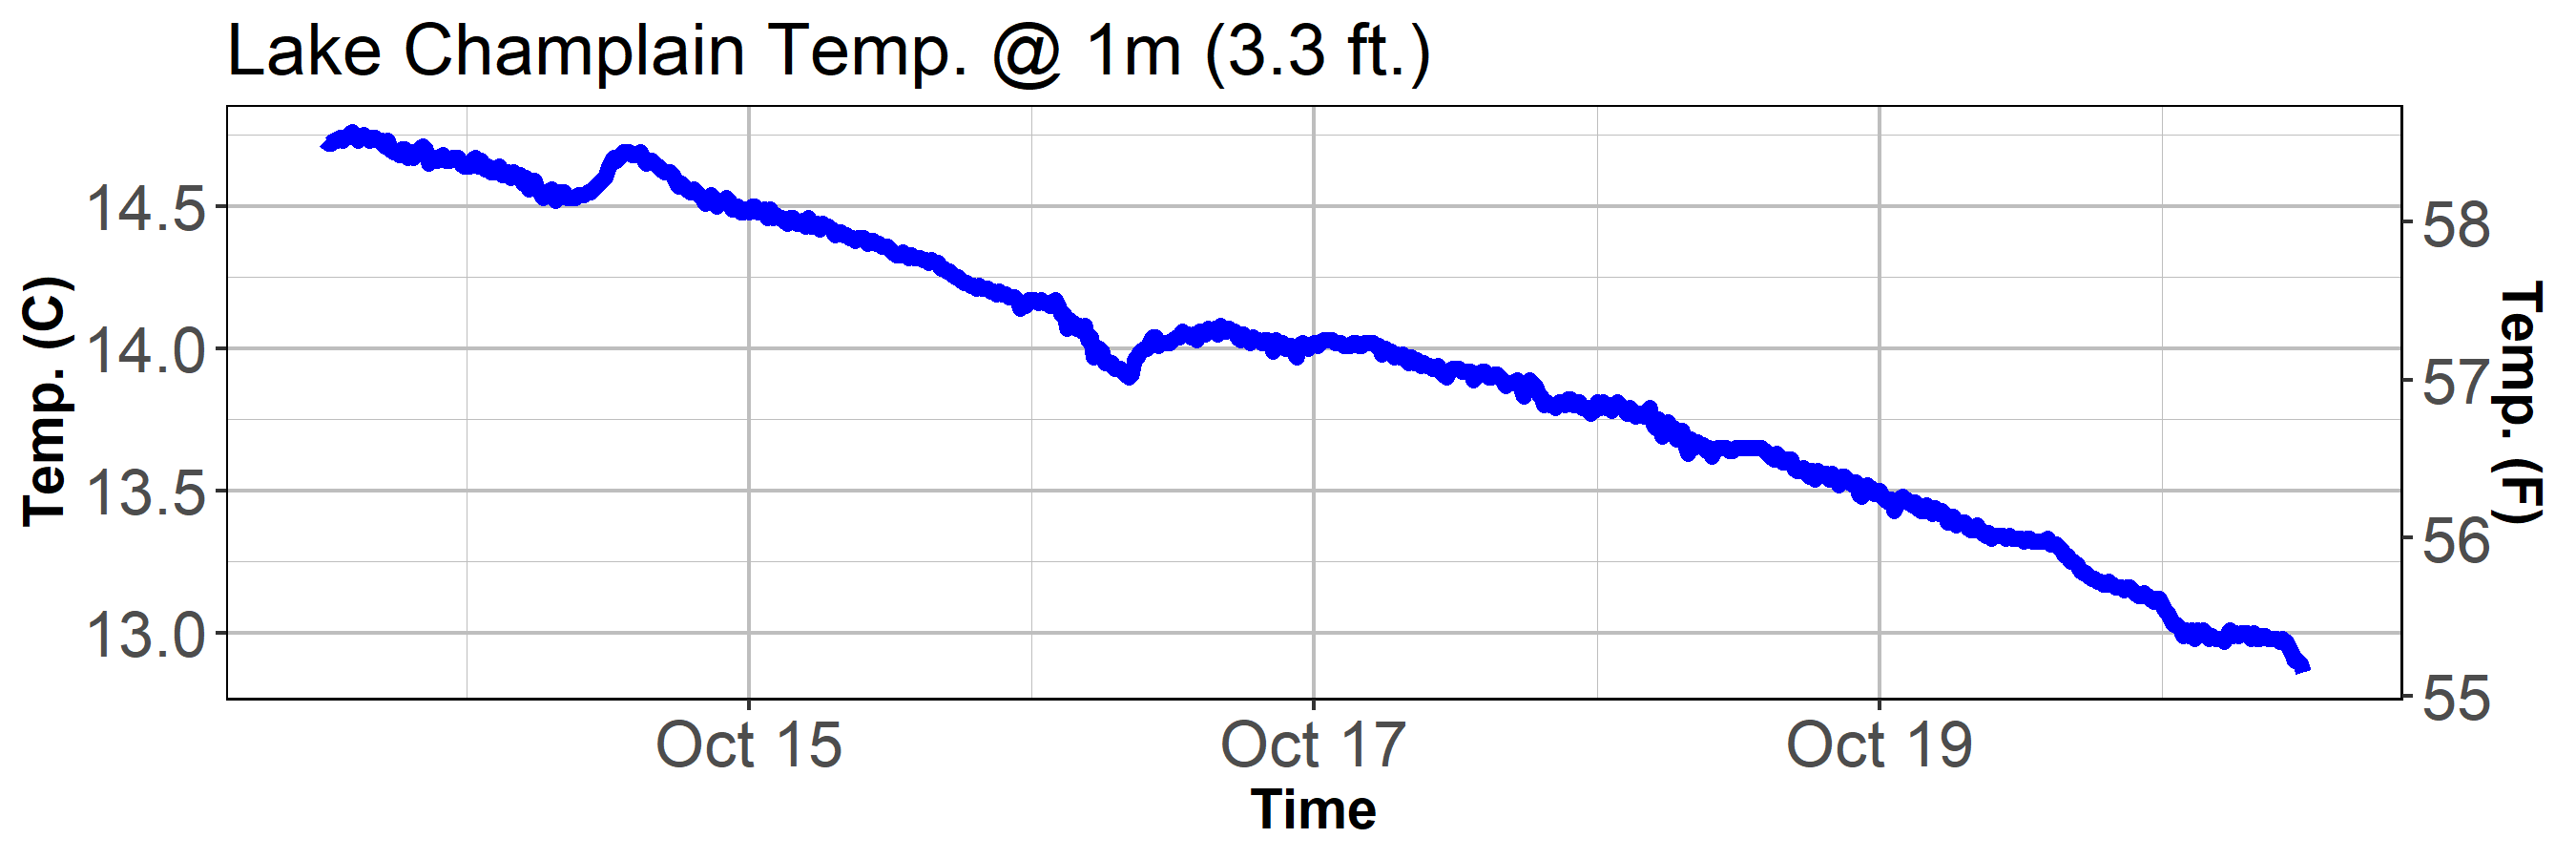 Lake Champlain Temp. @ 1m (3.3 ft.)
Temp. (C)
14.5
14.0
13.5
13.0
58
57
56
55
Temp. (F)
Oct 15
Oct 17
Oct 19
Time